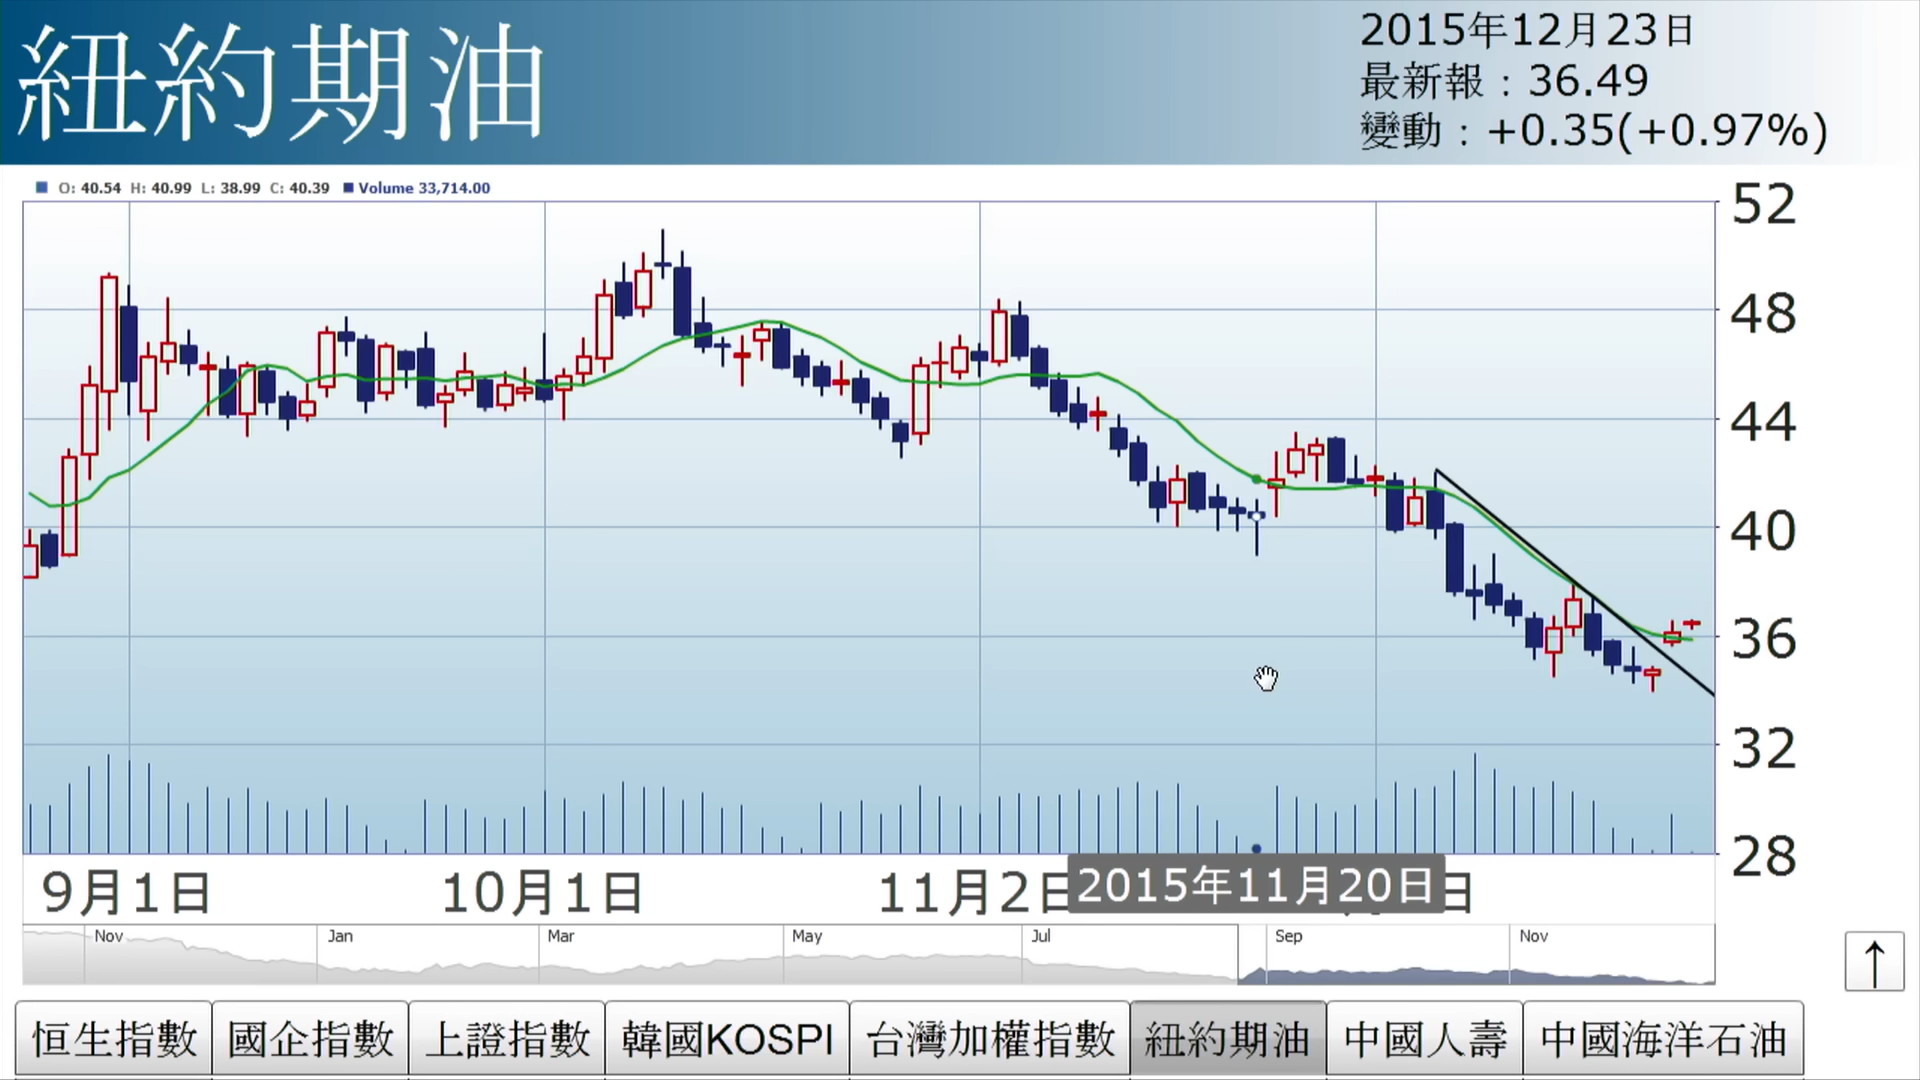 紐約期油
2015年12月23日
最新報：36.49
變動：+0.35(+0.97%)
O: 40.54 H: 40.99 L: 38.99 C: 40.39 Volume 33,714.00
52
48
44
40
36
32
28
9月1日
10月1日
11月2日
2015年11月20日
日
Nov
Jan
Mar
May
Jul
Sep
Nov
↑
恒生指數
國企指數
上證指數
韓國KOSPI
台灣加權指數
紐約期油
中國人壽
中國海洋石油